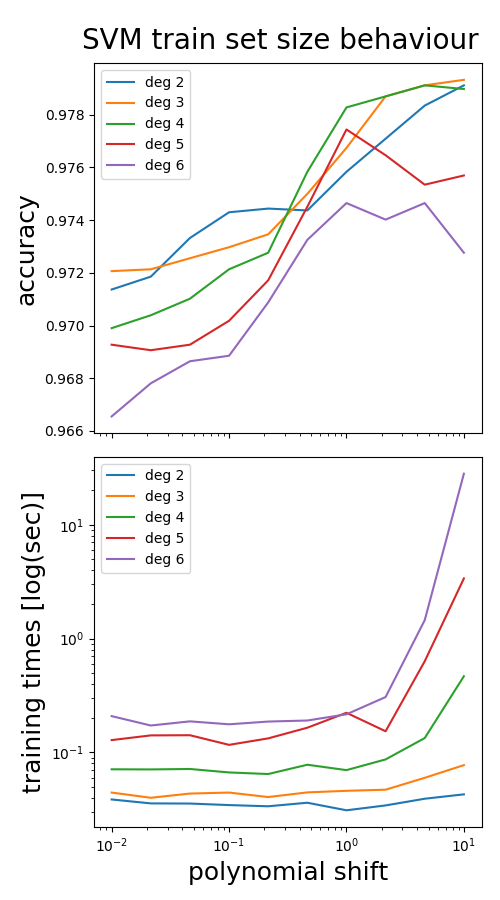 SVM train set size behaviour
deg 2
deg 3
deg 4
deg 5
deg 6
0.978
0.976
0.974
0.972
0.970
0.968
0.966
accuracy
deg 2
deg 3
deg 4
deg 5
deg 6
10¹
10⁰
10⁻¹
training times [log(sec)]
10⁻² 10⁻¹ 10⁰ 10¹
polynomial shift